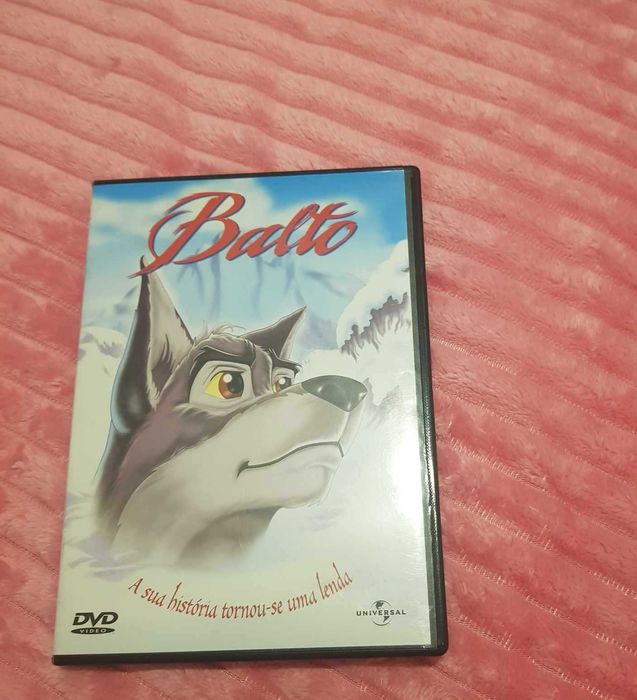 Balto
A sua história tornou-se uma lenda
DVD
VIDEO
UNIVERSAL